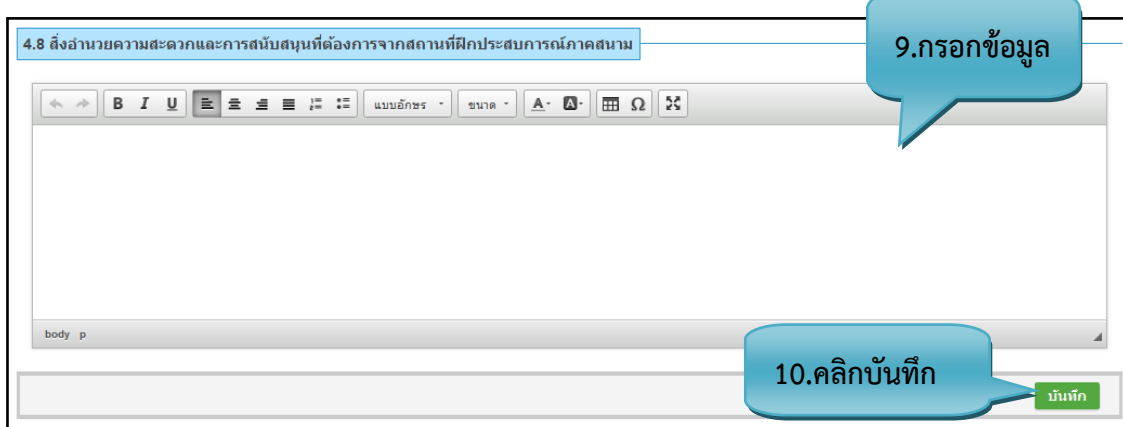 4.8 สิ่งอำนวยความสะดวกและการสนับสนุนที่ต้องการจากสถานที่ฝึกประสบการณ์ภาคสนาม
9.กรอกข้อมูล
B I U แบบอักษร ขนาด A A Ω
body p
10.คลิกบันทึก
บันทึก